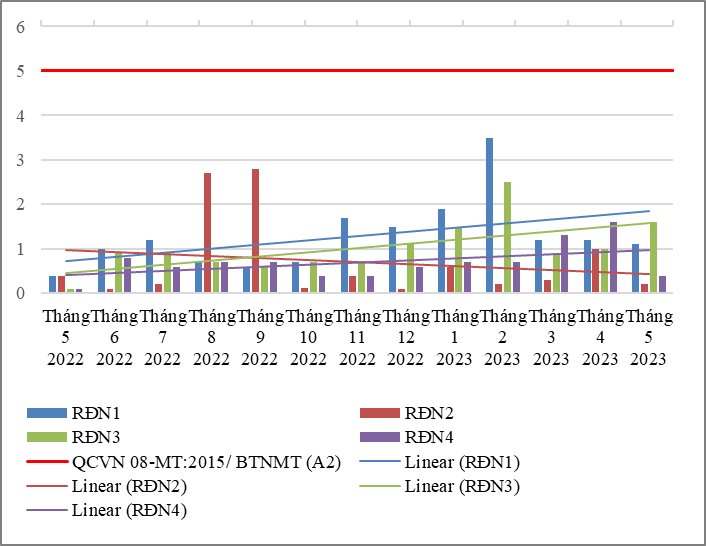 6
5
4
3
2
1
0
Tháng Tháng Tháng Tháng Tháng Tháng Tháng Tháng Tháng Tháng Tháng Tháng Tháng
5 6 7 8 9 10 11 12 1 2 3 4 5
2022 2022 2022 2022 2022 2022 2022 2022 2023 2023 2023 2023 2023
RĐN1 RĐN2
RĐN3 RĐN4
QCVN 08-MT:2015/ BTNMT (A2) Linear (RĐN1)
Linear (RĐN2) Linear (RĐN3)
Linear (RĐN4)